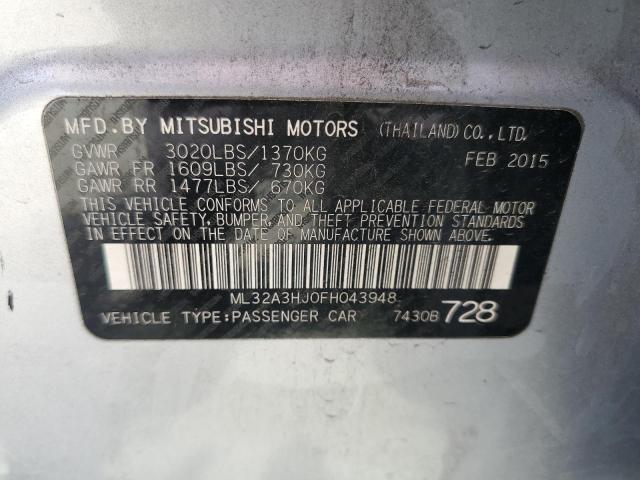 MFD.BY MITSUBISHI MOTORS (THAILAND) CO., LTD.
GVWR 3020LBS/1370KG FEB 2015
GAWR FR 1609LBS/ 730KG
GAWR RR 1477LBS/ 670KG
THIS VEHICLE CONFORMS TO ALL APPLICABLE FEDERAL MOTOR
VEHICLE SAFETY, BUMPER, AND THEFT PREVENTION STANDARDS
IN EFFECT ON THE DATE OF MANUFACTURE SHOWN ABOVE.
ML32A3HJ0FH043948
VEHICLE TYPE:PASSENGER CAR 7430B 728